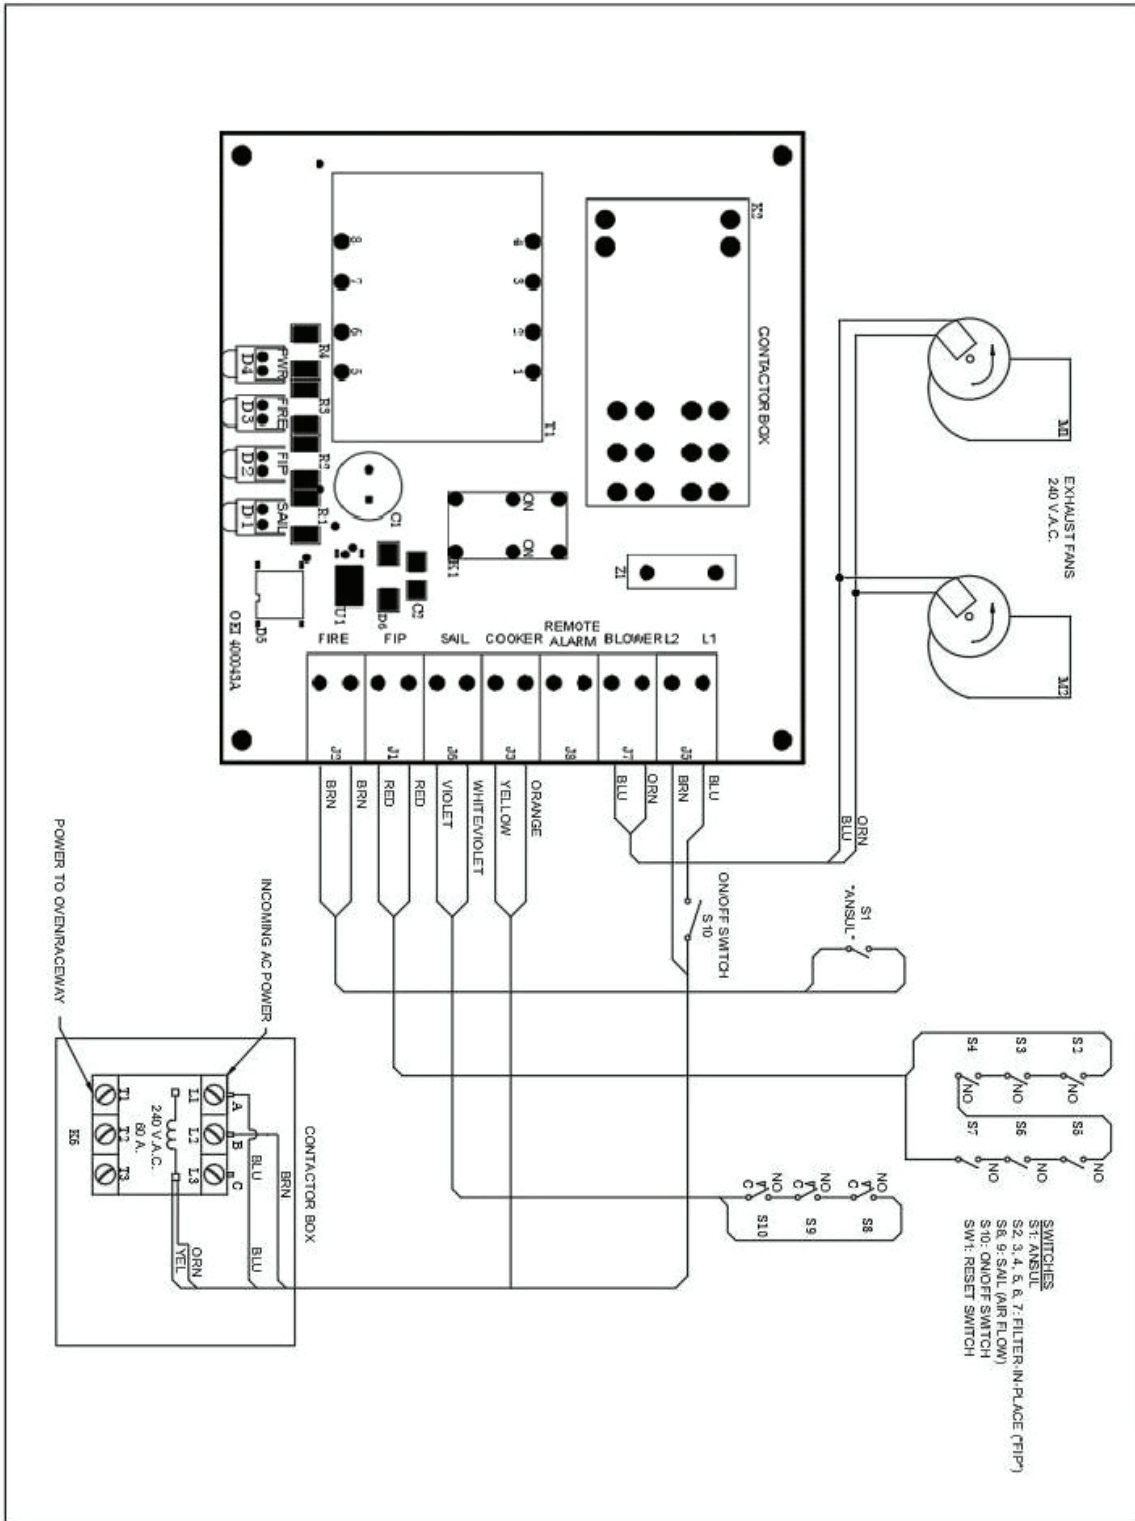 M1
EXHAUST FANS
240 V.A.C.
M2
K2
CONTACTOR BOX
8
7
6
5
4
3
2
1
T1
R4
R3
R2
R1
PWR
D4
FIRE
D3
FIP
D2
SAIL
D1
C1
K1
ON
ON
Z1
U1
D6
C2
D5
OEI 400043A
FIRE
FIP
SAIL
COOKER
REMOTE
ALARM
BLOWER
L2
L1
J2
J1
J6
J3
J8
J7
J5
BRN
BRN
RED
RED
VIOLET
WHITE/VIOLET
YELLOW
ORANGE
BLU
ORN
BRN
BLU
ORN
BLU
ON/OFF SWITCH
S10
S1
"ANSUL"
S4
S3
S2
NO
NO
NO
S7
S6
S5
NO
NO
NO
NO
C
NO
C
NO
C
S10
S9
S8
SWITCHES
S1: ANSUL
S2, 3, 4, 5, 6, 7: FILTER-IN-PLACE ("FIP")
S8, 9: SAIL (AIR FLOW)
S10: ON/OFF SWITCH
SW1: RESET SWITCH
POWER TO OVEN/RACEWAY
INCOMING AC POWER
CONTACTOR BOX
L1
L2
L3
A
B
C
T1
T2
T3
240 V.A.C.
60 A.
K6
BLU
BRN
BLU
ORN
YEL